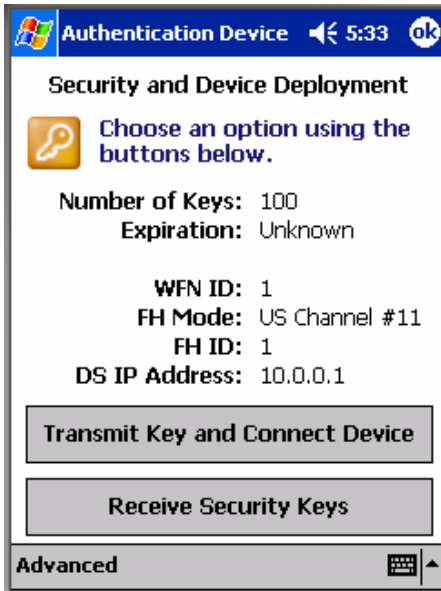 Authentication Device 5:33 ok
Security and Device Deployment
Choose an option using the
buttons below.
Number of Keys: 100
Expiration: Unknown
WFN ID: 1
FH Mode: US Channel #11
FH ID: 1
DS IP Address: 10.0.0.1
Transmit Key and Connect Device
Receive Security Keys
Advanced